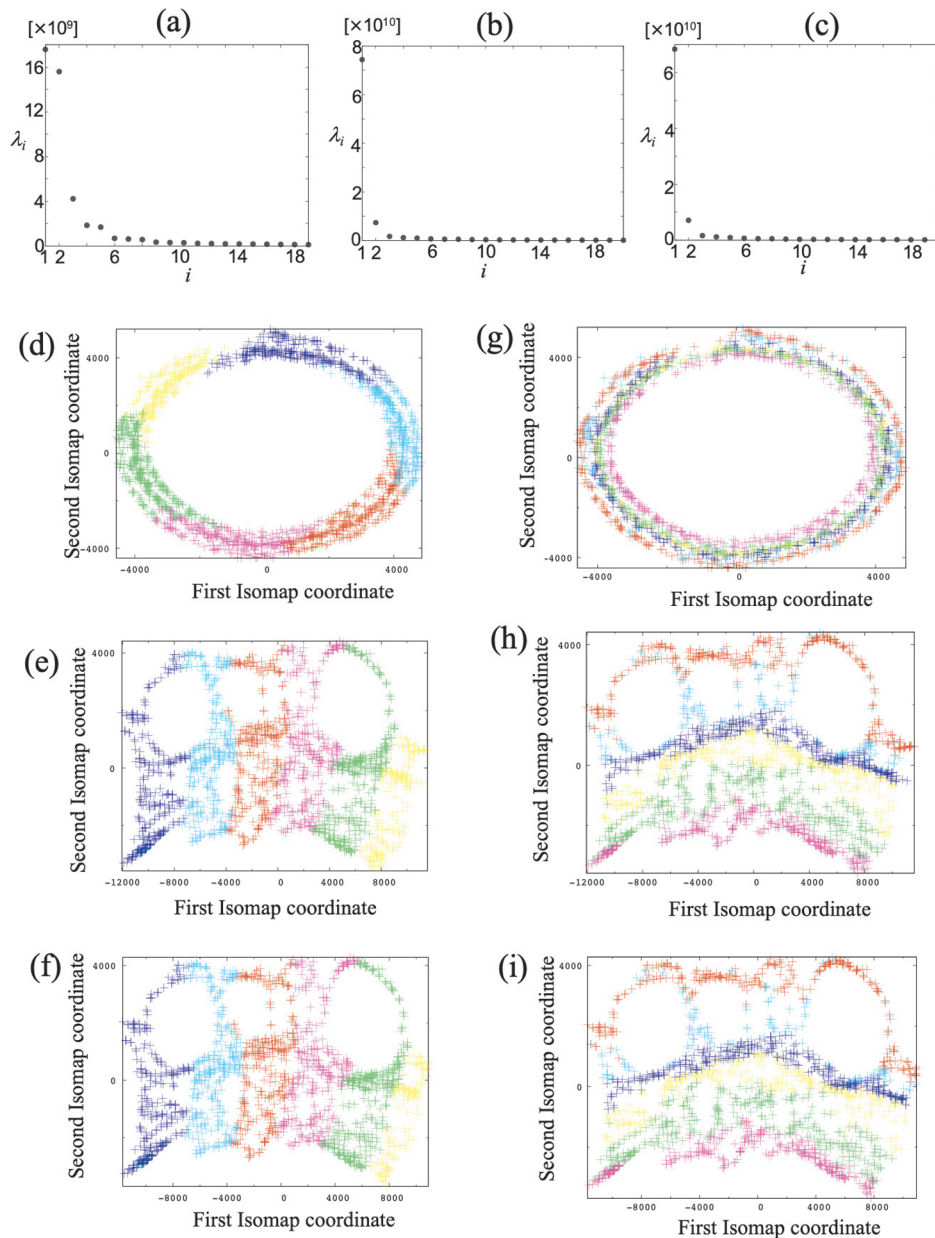 (a)
[×10⁹]
16
12
λᵢ
8
4
0
1 2 6 10 14 18
i
(b)
[×10¹⁰]
8
6
λᵢ
4
2
0
1 2 6 10 14 18
i
(c)
[×10¹⁰]
6
λᵢ
4
2
0
1 2 6 10 14 18
i
(d)
Second Isomap coordinate
4000
0
−4000
−4000 0 4000
First Isomap coordinate
(g)
Second Isomap coordinate
4000
0
−4000
−4000 0 4000
First Isomap coordinate
(e)
Second Isomap coordinate
4000
0
−12000 −8000 −4000 0 4000 8000
First Isomap coordinate
(h)
Second Isomap coordinate
4000
0
−12000 −8000 −4000 0 4000 8000
First Isomap coordinate
(f)
Second Isomap coordinate
4000
0
−8000 −4000 0 4000 8000
First Isomap coordinate
(i)
Second Isomap coordinate
4000
0
−8000 −4000 0 4000 8000
First Isomap coordinate